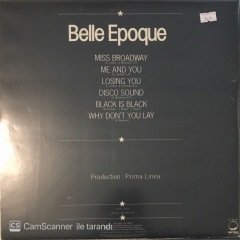 Belle Epoque
MISS BROADWAY
ME AND YOU
LOSING YOU
DISCO SOUND
BLACK IS BLACK
WHY DON'T YOU LAY
Production : Prima Linea
CS CamScanner ile tarandı